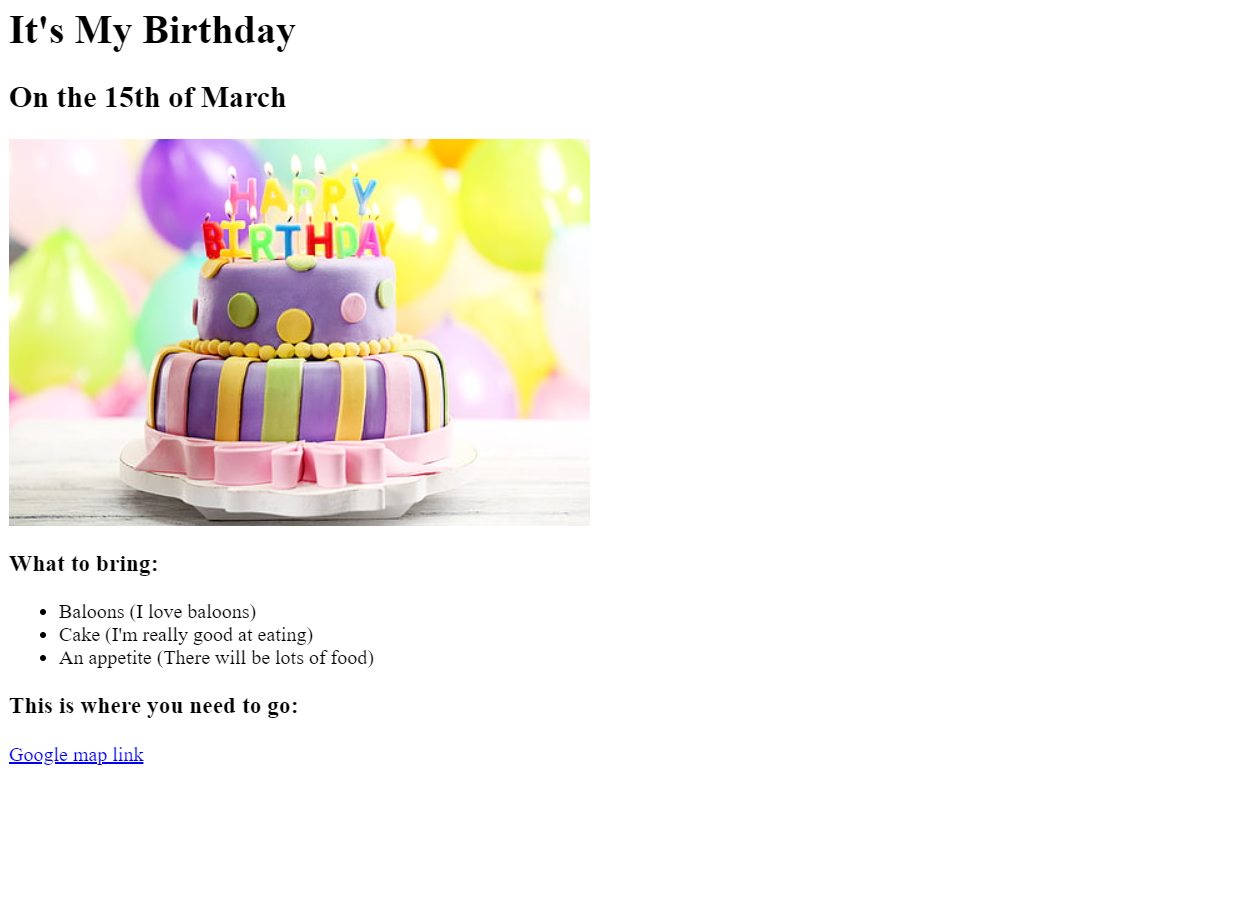 It's My Birthday
On the 15th of March
HAPPY
BIRTHDAY
What to bring:
Baloons (I love baloons)
Cake (I'm really good at eating)
An appetite (There will be lots of food)
This is where you need to go:
Google map link